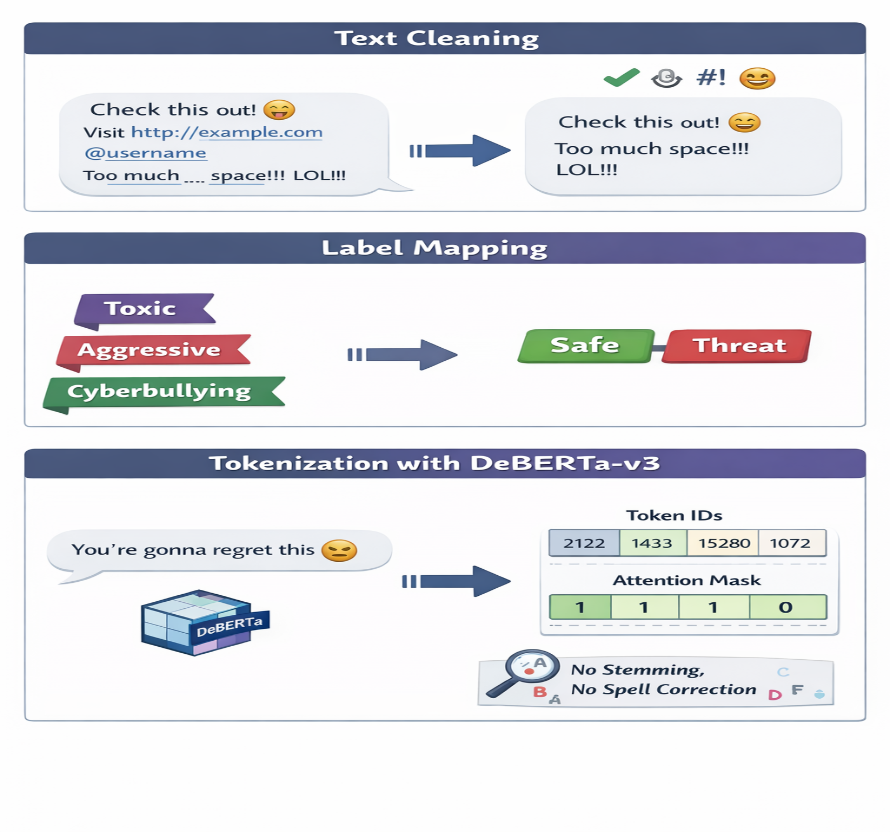 Text Cleaning
#!
Check this out! 😝
Visit http://example.com
@username
Too much .... space!!! LOL!!!
Check this out! 😄
Too much space!!!
LOL!!!
Label Mapping
Toxic
Aggressive
Cyberbullying
Safe
Threat
Tokenization with DeBERTa-v3
You're gonna regret this 😠
DeBERTa
Token IDs
2122 1433 15280 1072
Attention Mask
1 1 1 0
No Stemming,
No Spell Correction
A
B A
C
D F